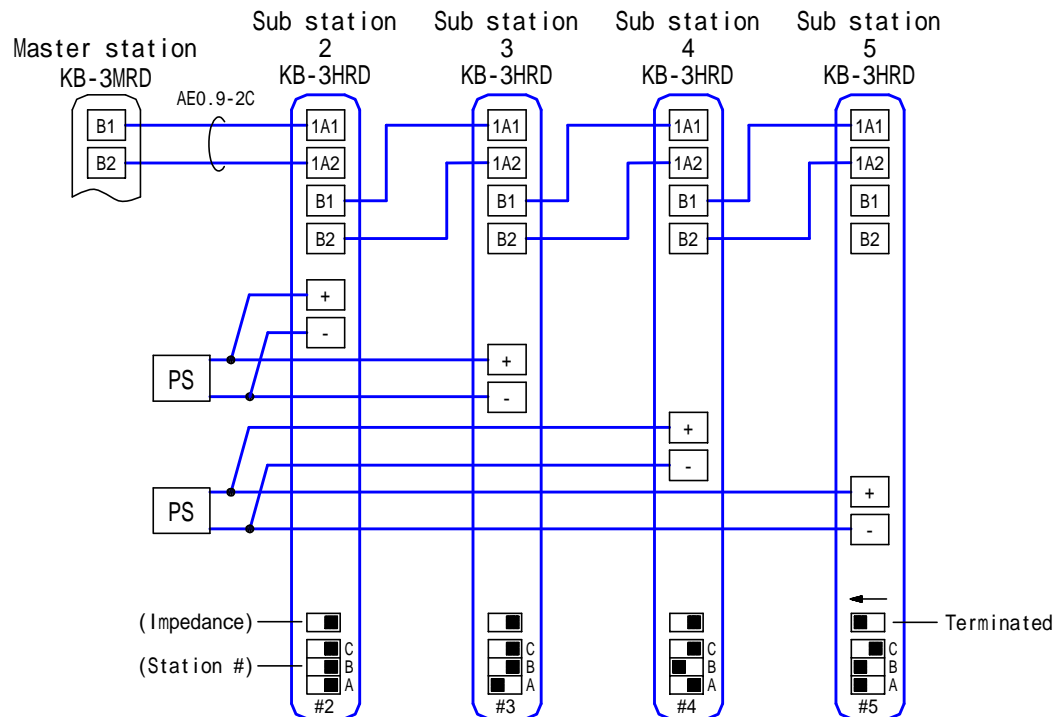 Master station
KB-3MRD
Sub station
2
KB-3HRD
Sub station
3
KB-3HRD
Sub station
4
KB-3HRD
Sub station
5
KB-3HRD
AE0.9-2C
B1
B2
1A1
1A2
B1
B2
+
-
1A1
1A2
B1
B2
+
-
1A1
1A2
B1
B2
+
-
1A1
1A2
B1
B2
+
-
PS
PS
(Impedance)
(Station #)
Terminated
C
B
A
#2
C
B
A
#3
C
B
A
#4
C
B
A
#5